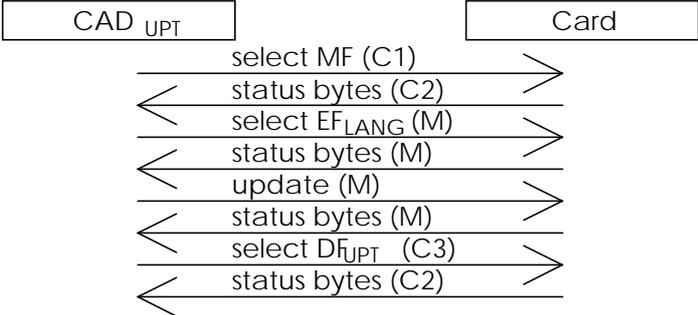 CAD UPT
Card
select MF (C1)
status bytes (C2)
select EFLANG (M)
status bytes (M)
update (M)
status bytes (M)
select DFUPT (C3)
status bytes (C2)